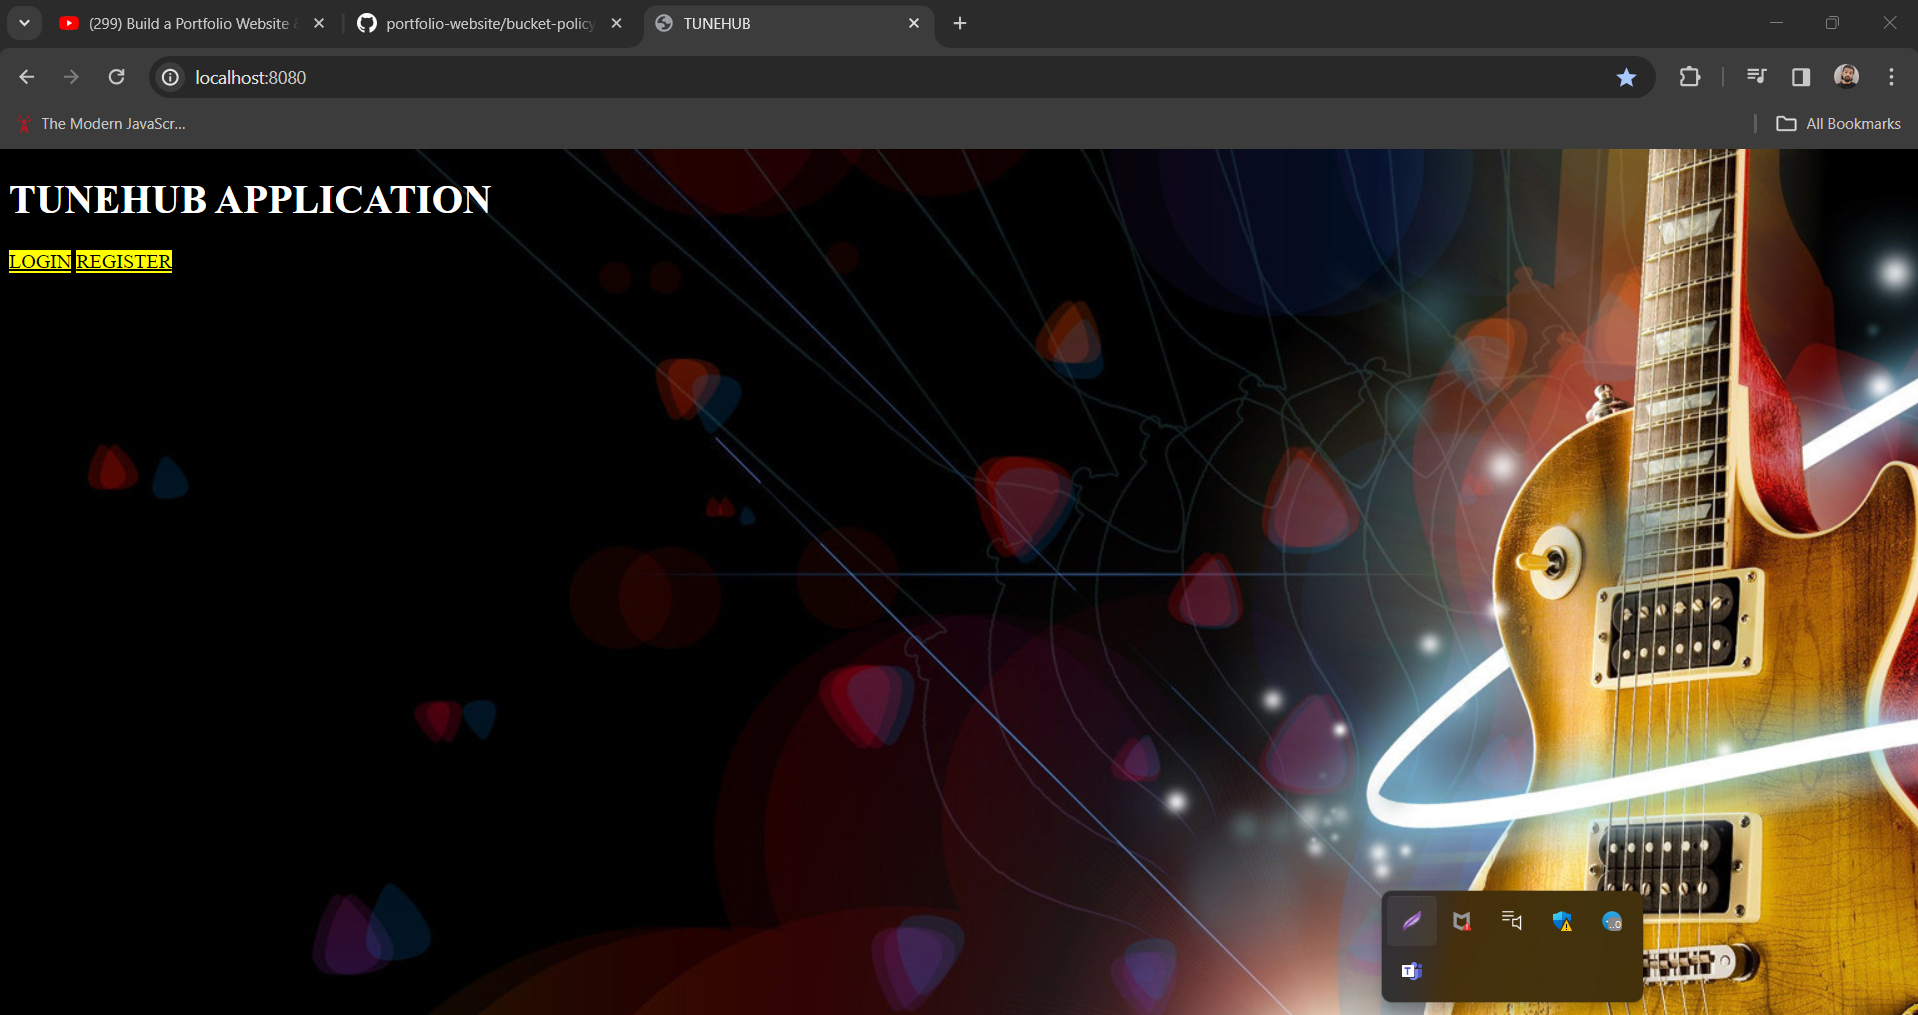 (299) Build a Portfolio Website
portfolio-website/bucket-policy
TUNEHUB
localhost:8080
The Modern JavaScr...
All Bookmarks
TUNEHUB APPLICATION
LOGIN REGISTER